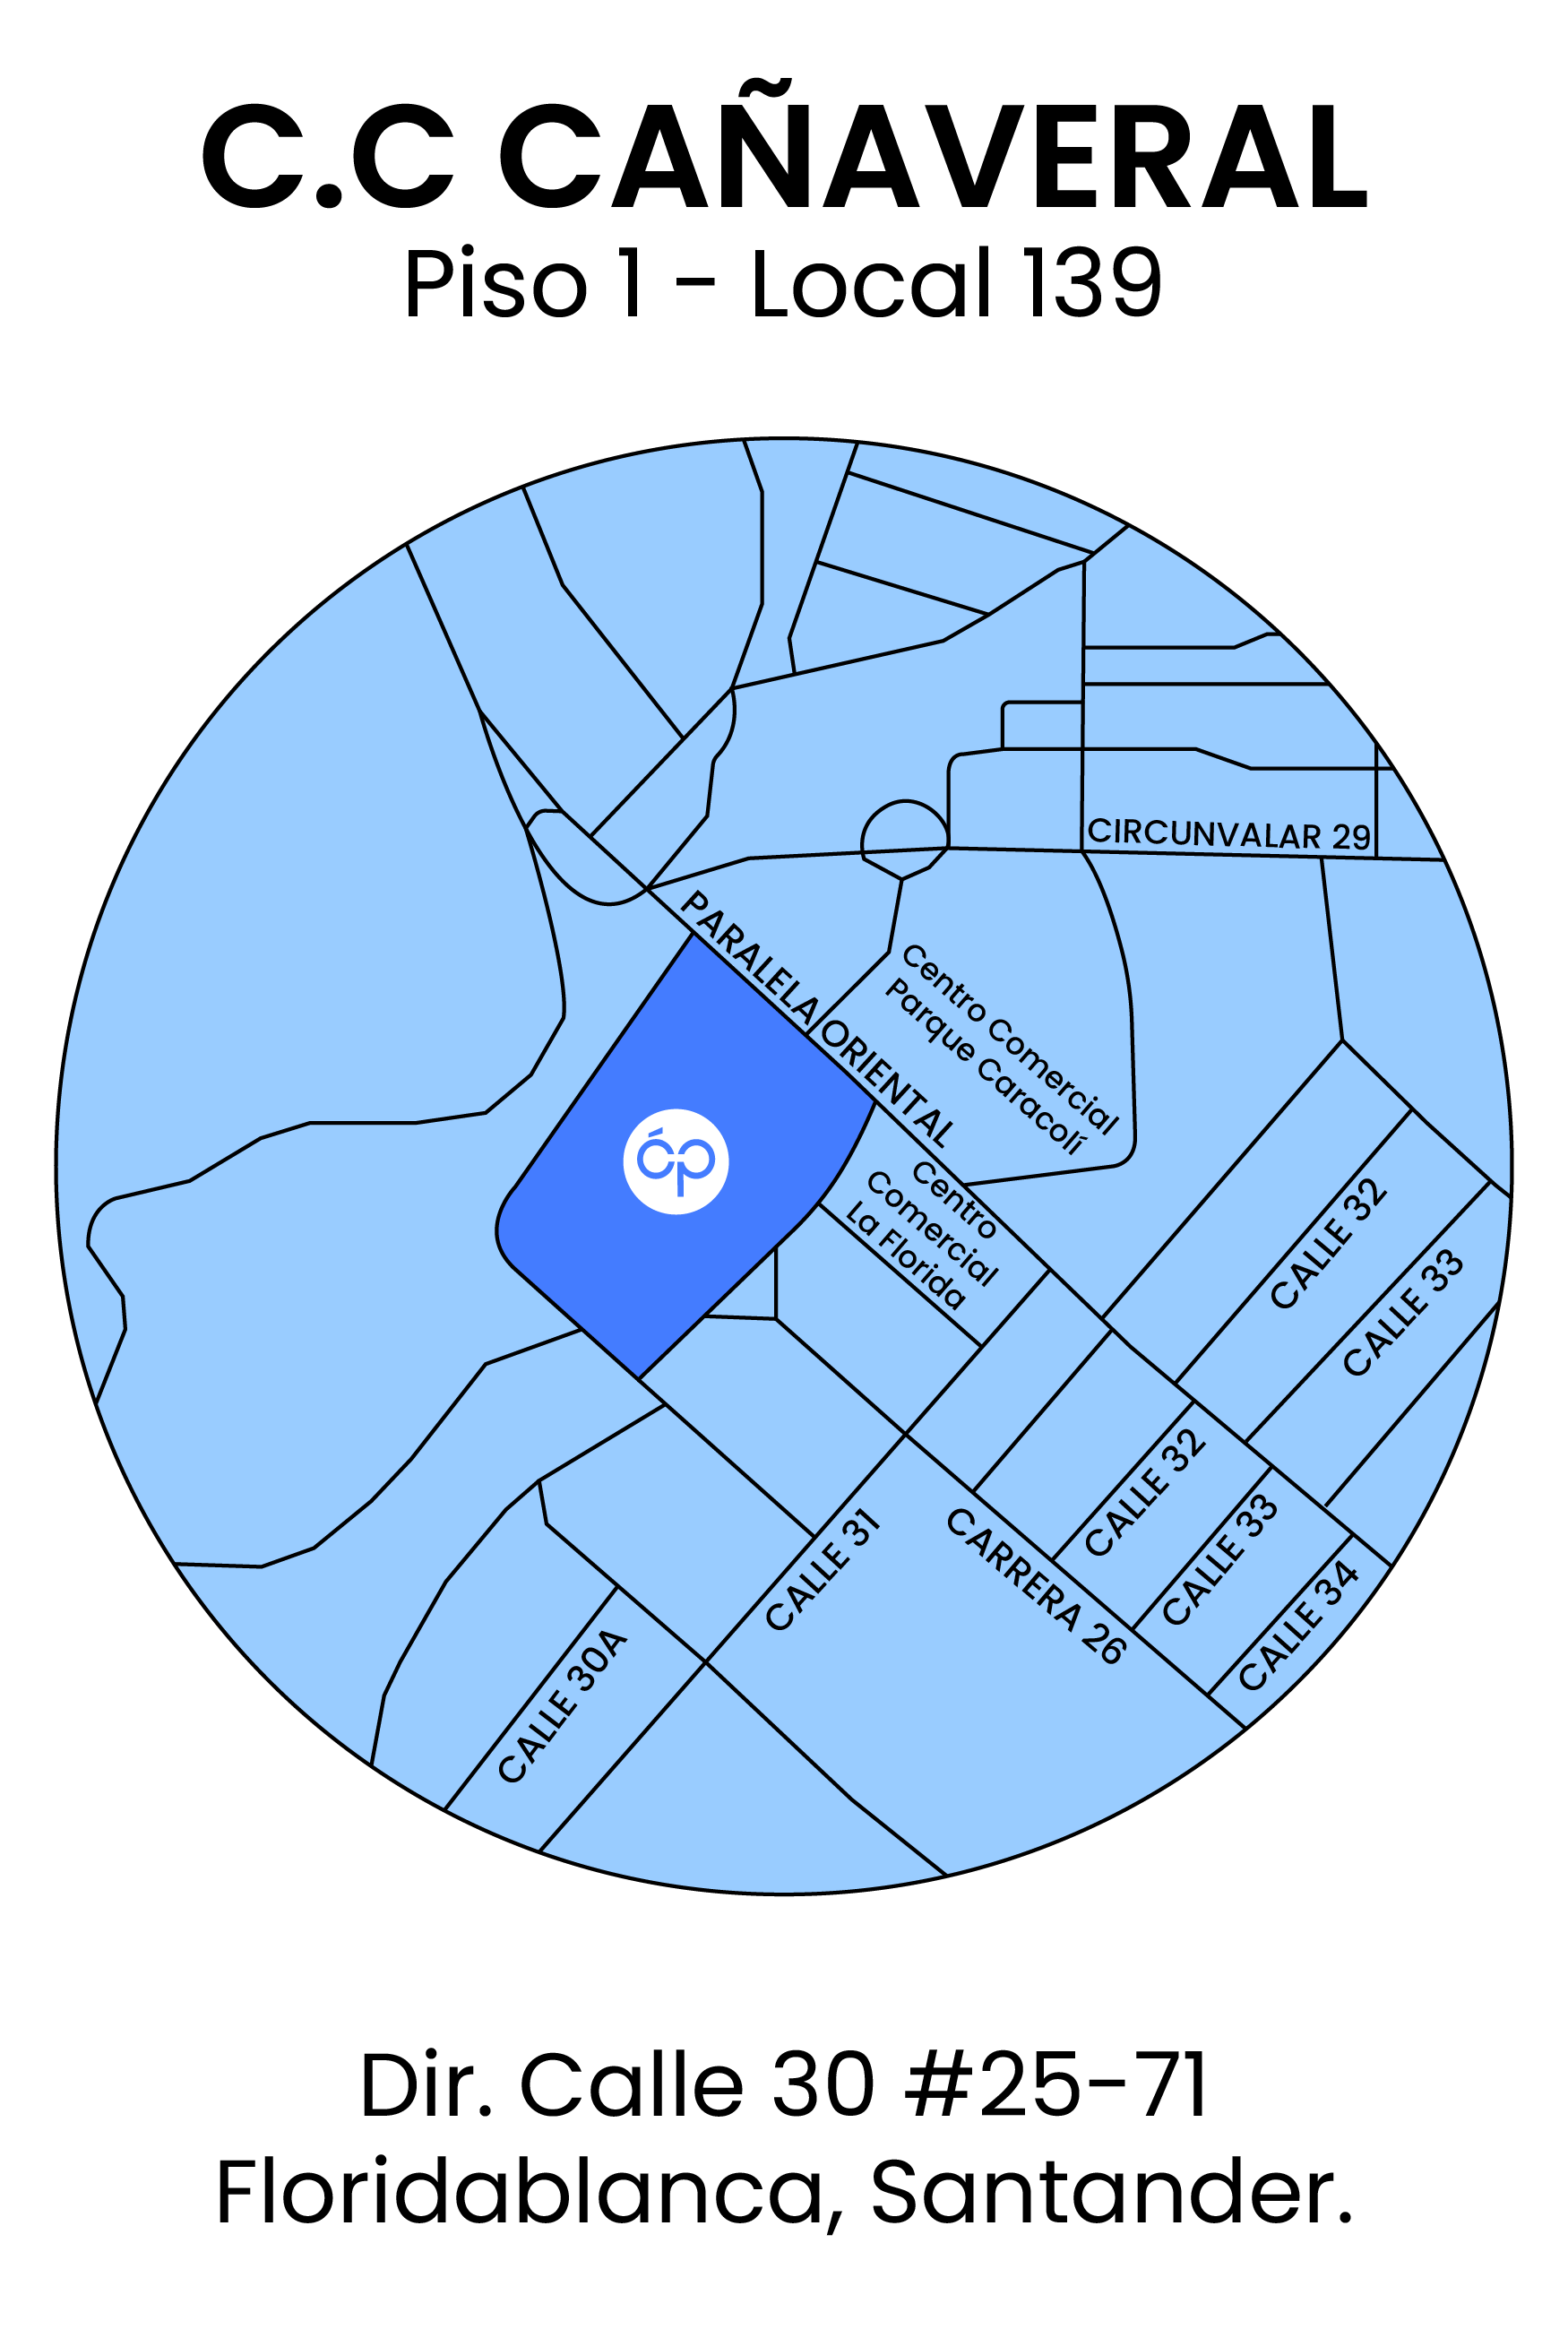 C.C CAÑAVERAL
Piso 1 - Local 139
CIRCUNVALAR 29
PARALELA ORIENTAL
Centro Comercial
Parque Caracolí
Centro
Comercial
La Florida
óp
CALLE 32
CALLE 33
CALLE 32
CALLE 33
CALLE 34
CALLE 31
CARRERA 26
CALLE 30A
Dir. Calle 30 #25-71
Floridablanca, Santander.